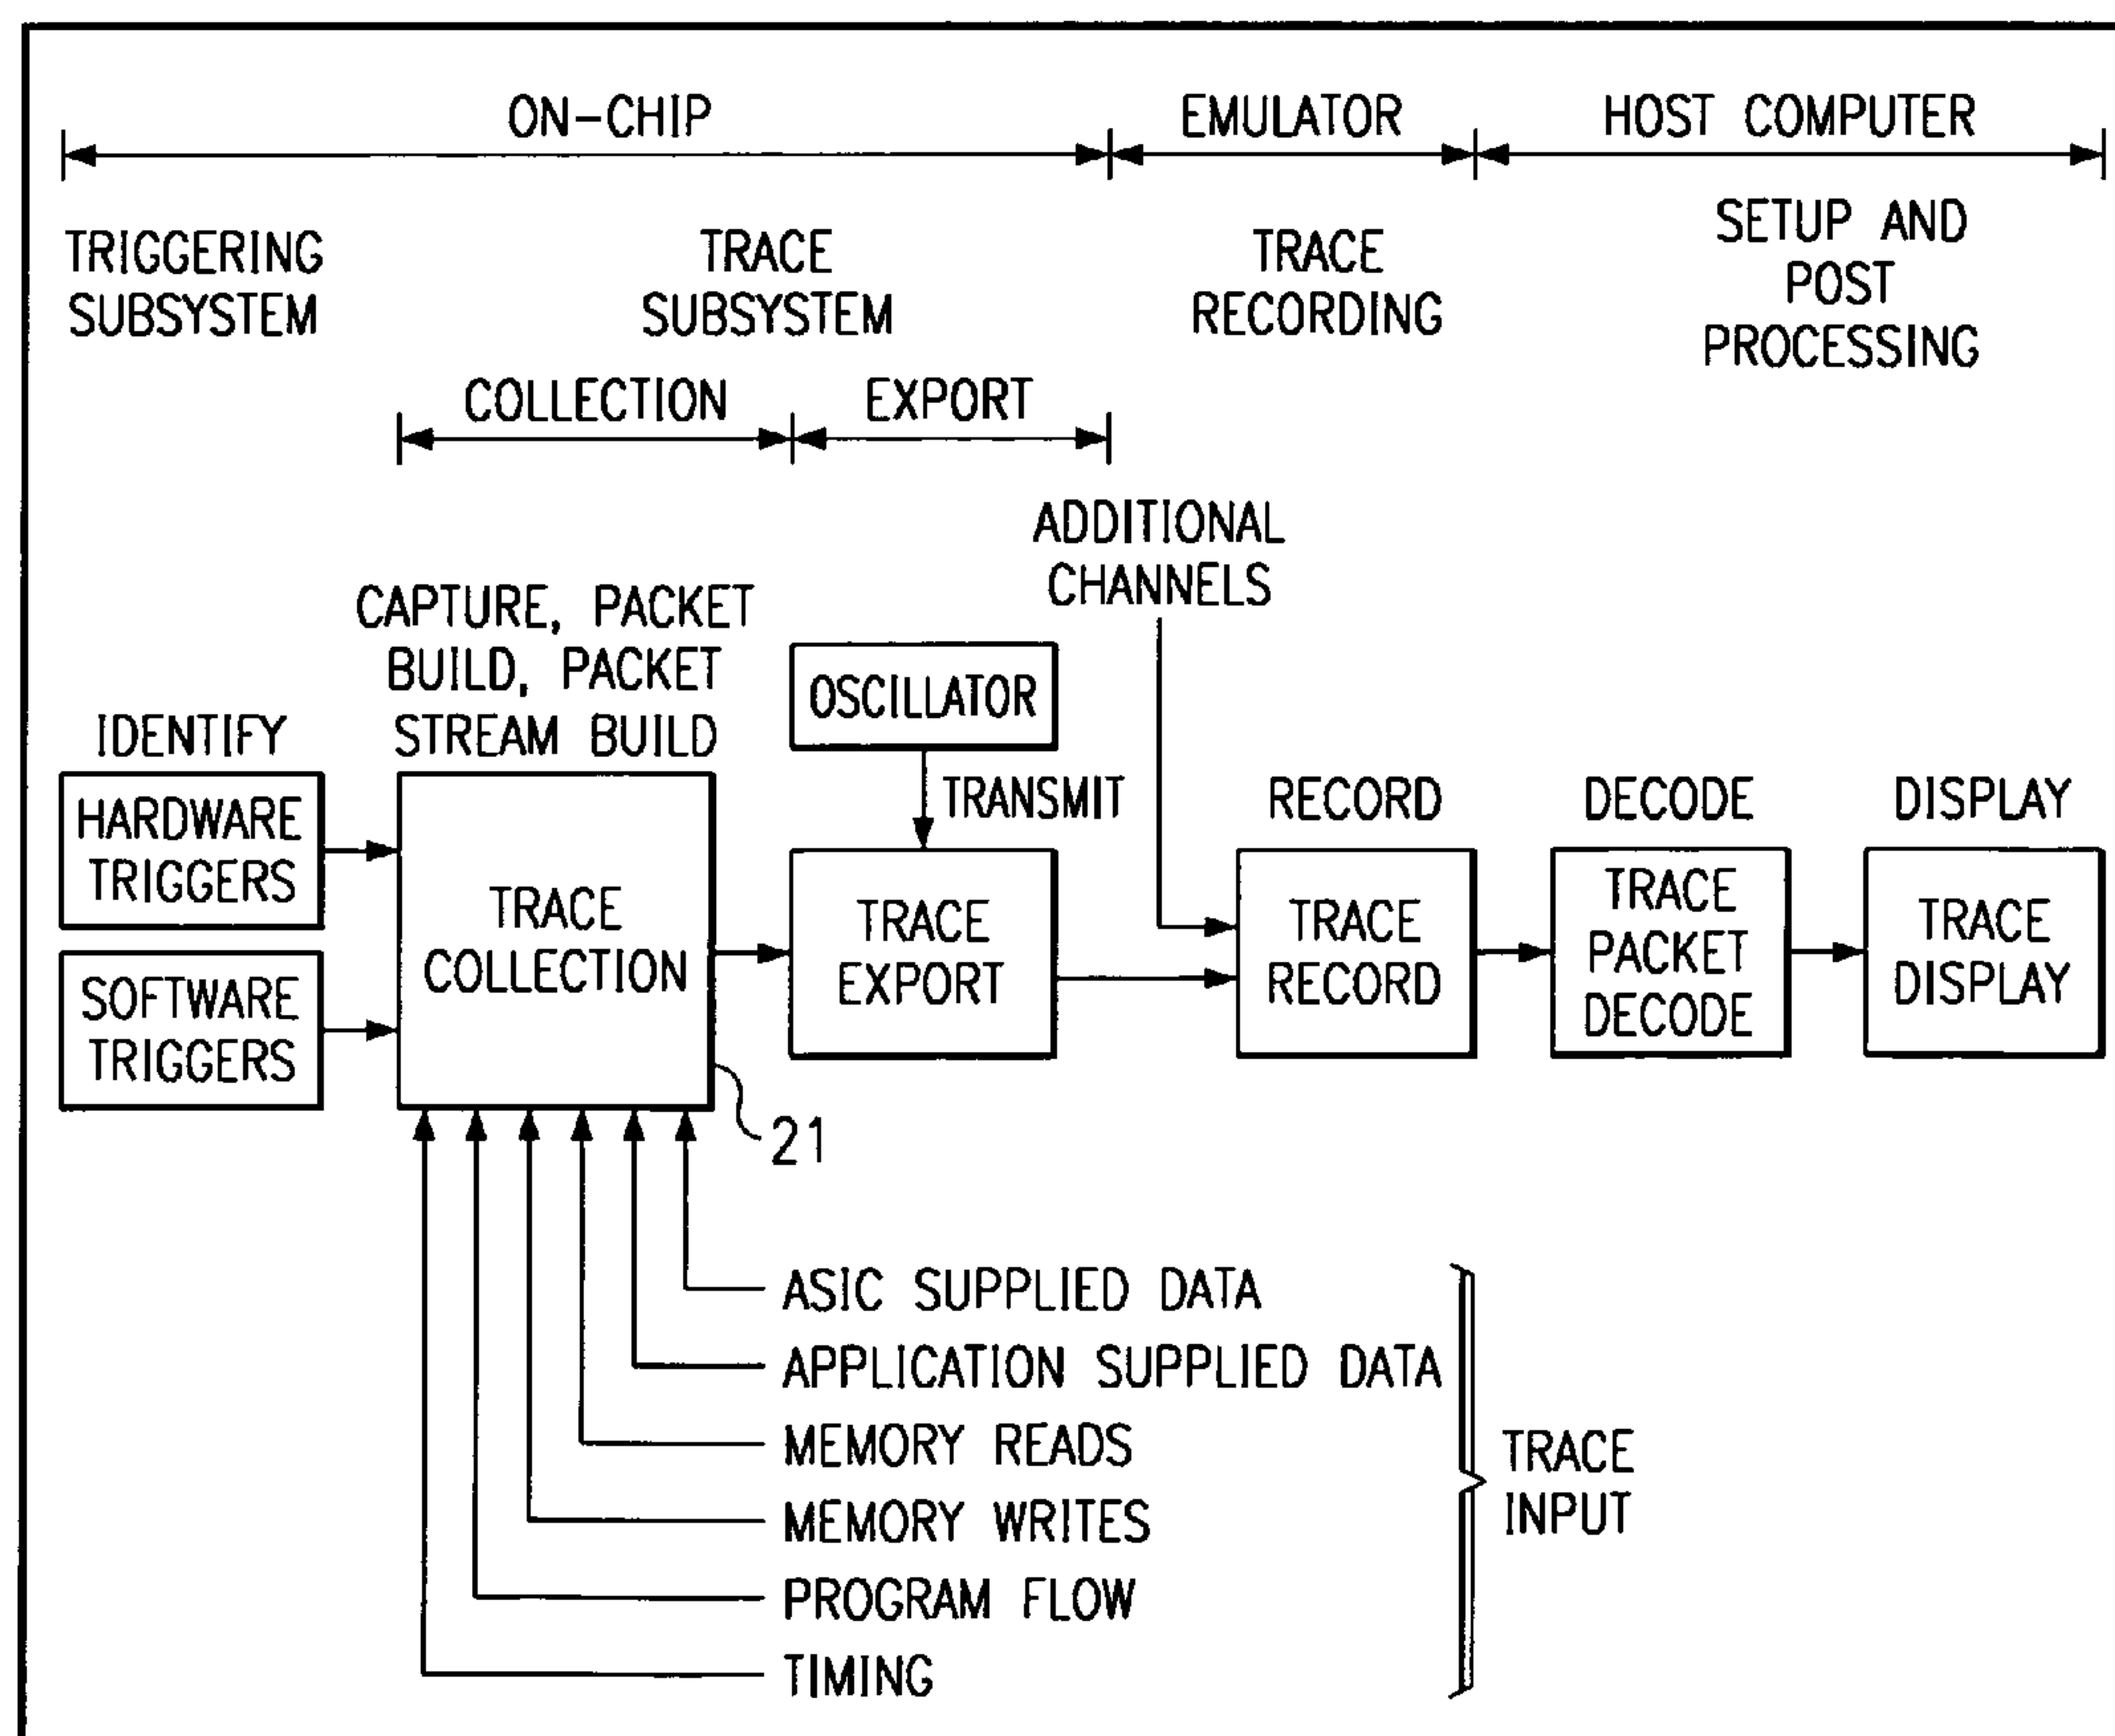 ON-CHIP
EMULATOR
HOST COMPUTER
TRIGGERING
SUBSYSTEM
TRACE
SUBSYSTEM
TRACE
RECORDING
SETUP AND
POST
PROCESSING
COLLECTION
EXPORT
ADDITIONAL
CHANNELS
CAPTURE, PACKET
BUILD, PACKET
STREAM BUILD
OSCILLATOR
IDENTIFY
TRANSMIT
RECORD
DECODE
DISPLAY
HARDWARE
TRIGGERS
SOFTWARE
TRIGGERS
TRACE
COLLECTION
TRACE
EXPORT
TRACE
RECORD
TRACE
PACKET
DECODE
TRACE
DISPLAY
21
ASIC SUPPLIED DATA
APPLICATION SUPPLIED DATA
MEMORY READS
MEMORY WRITES
PROGRAM FLOW
TIMING
TRACE
INPUT